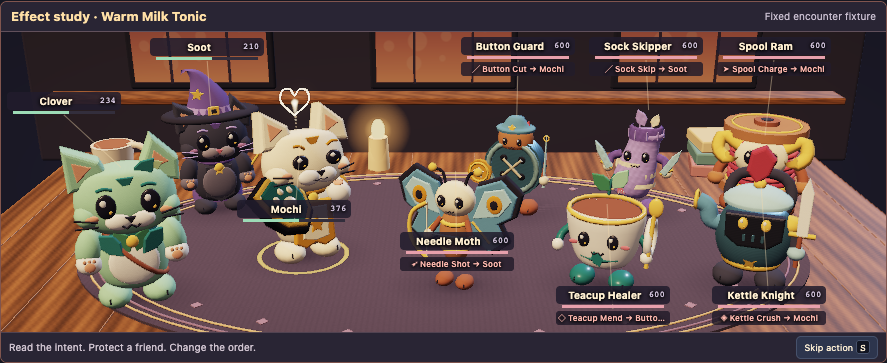 Effect study · Warm Milk Tonic
Fixed encounter fixture
Soot 210
Button Guard 600
Button Cut → Mochi
Sock Skipper 600
Sock Skip → Soot
Spool Ram 600
Spool Charge → Mochi
Clover 234
Mochi 376
Needle Moth 600
Needle Shot → Soot
Teacup Healer 600
Teacup Mend → Butto...
Kettle Knight 600
Kettle Crush → Mochi
Read the intent. Protect a friend. Change the order.
Skip action S